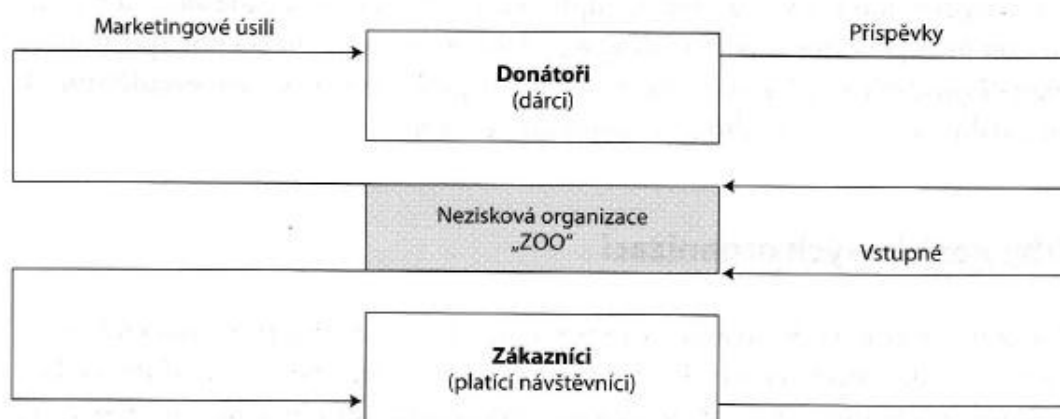 Marketingové úsilí
Příspěvky
Donátoři
(dárci)
Nezisková organizace
„ZOO“
Vstupné
Zákazníci
(platící návštěvníci)